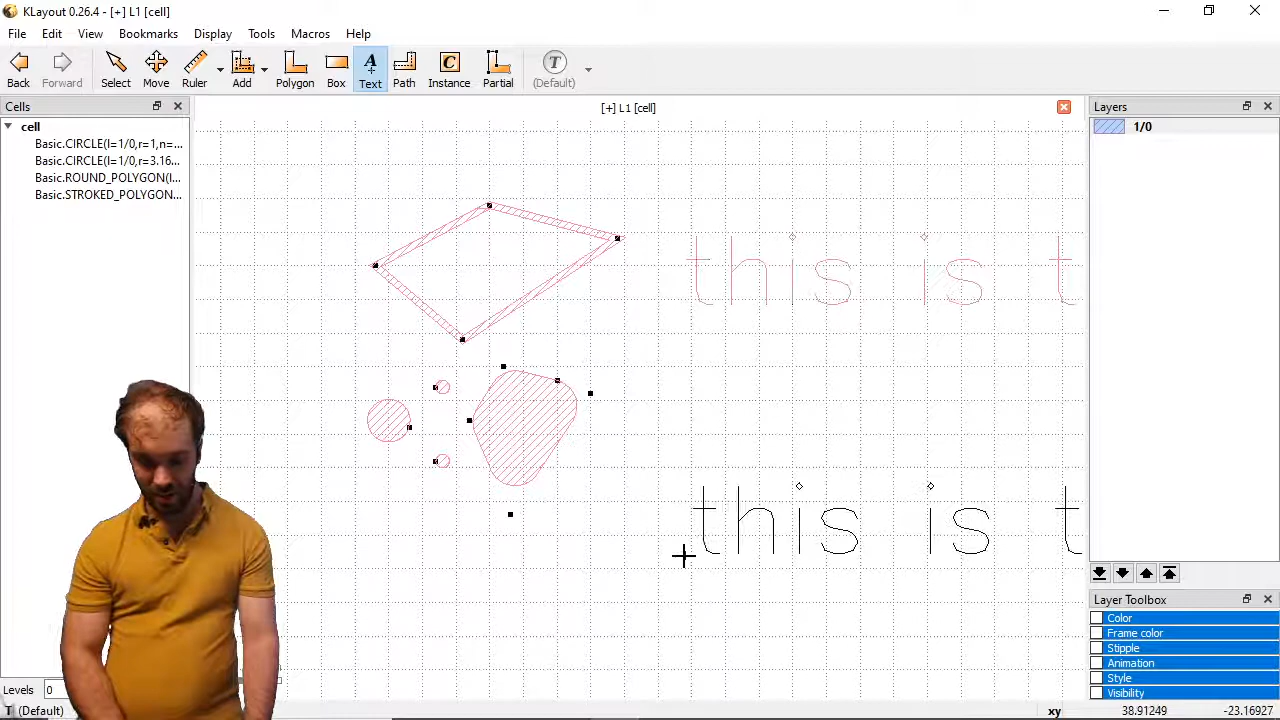 KLayout 0.26.4 - [+] L1 [cell]
File Edit View Bookmarks Display Tools Macros Help
Back Forward Select Move Ruler Add Polygon Box Text Path Instance Partial (Default)
Cells
[+] L1 [cell]
Layers
cell
1/0
Basic.CIRCLE(l=1/0,r=1,n=...
Basic.CIRCLE(l=1/0,r=3.16...
Basic.ROUND_POLYGON(l...
Basic.STROKED_POLYGON...
this is t
this is t
Layer Toolbox
Color
Frame color
Stipple
Animation
Style
Visibility
Levels 0
T (Default)
xy 38.91249 -23.16927